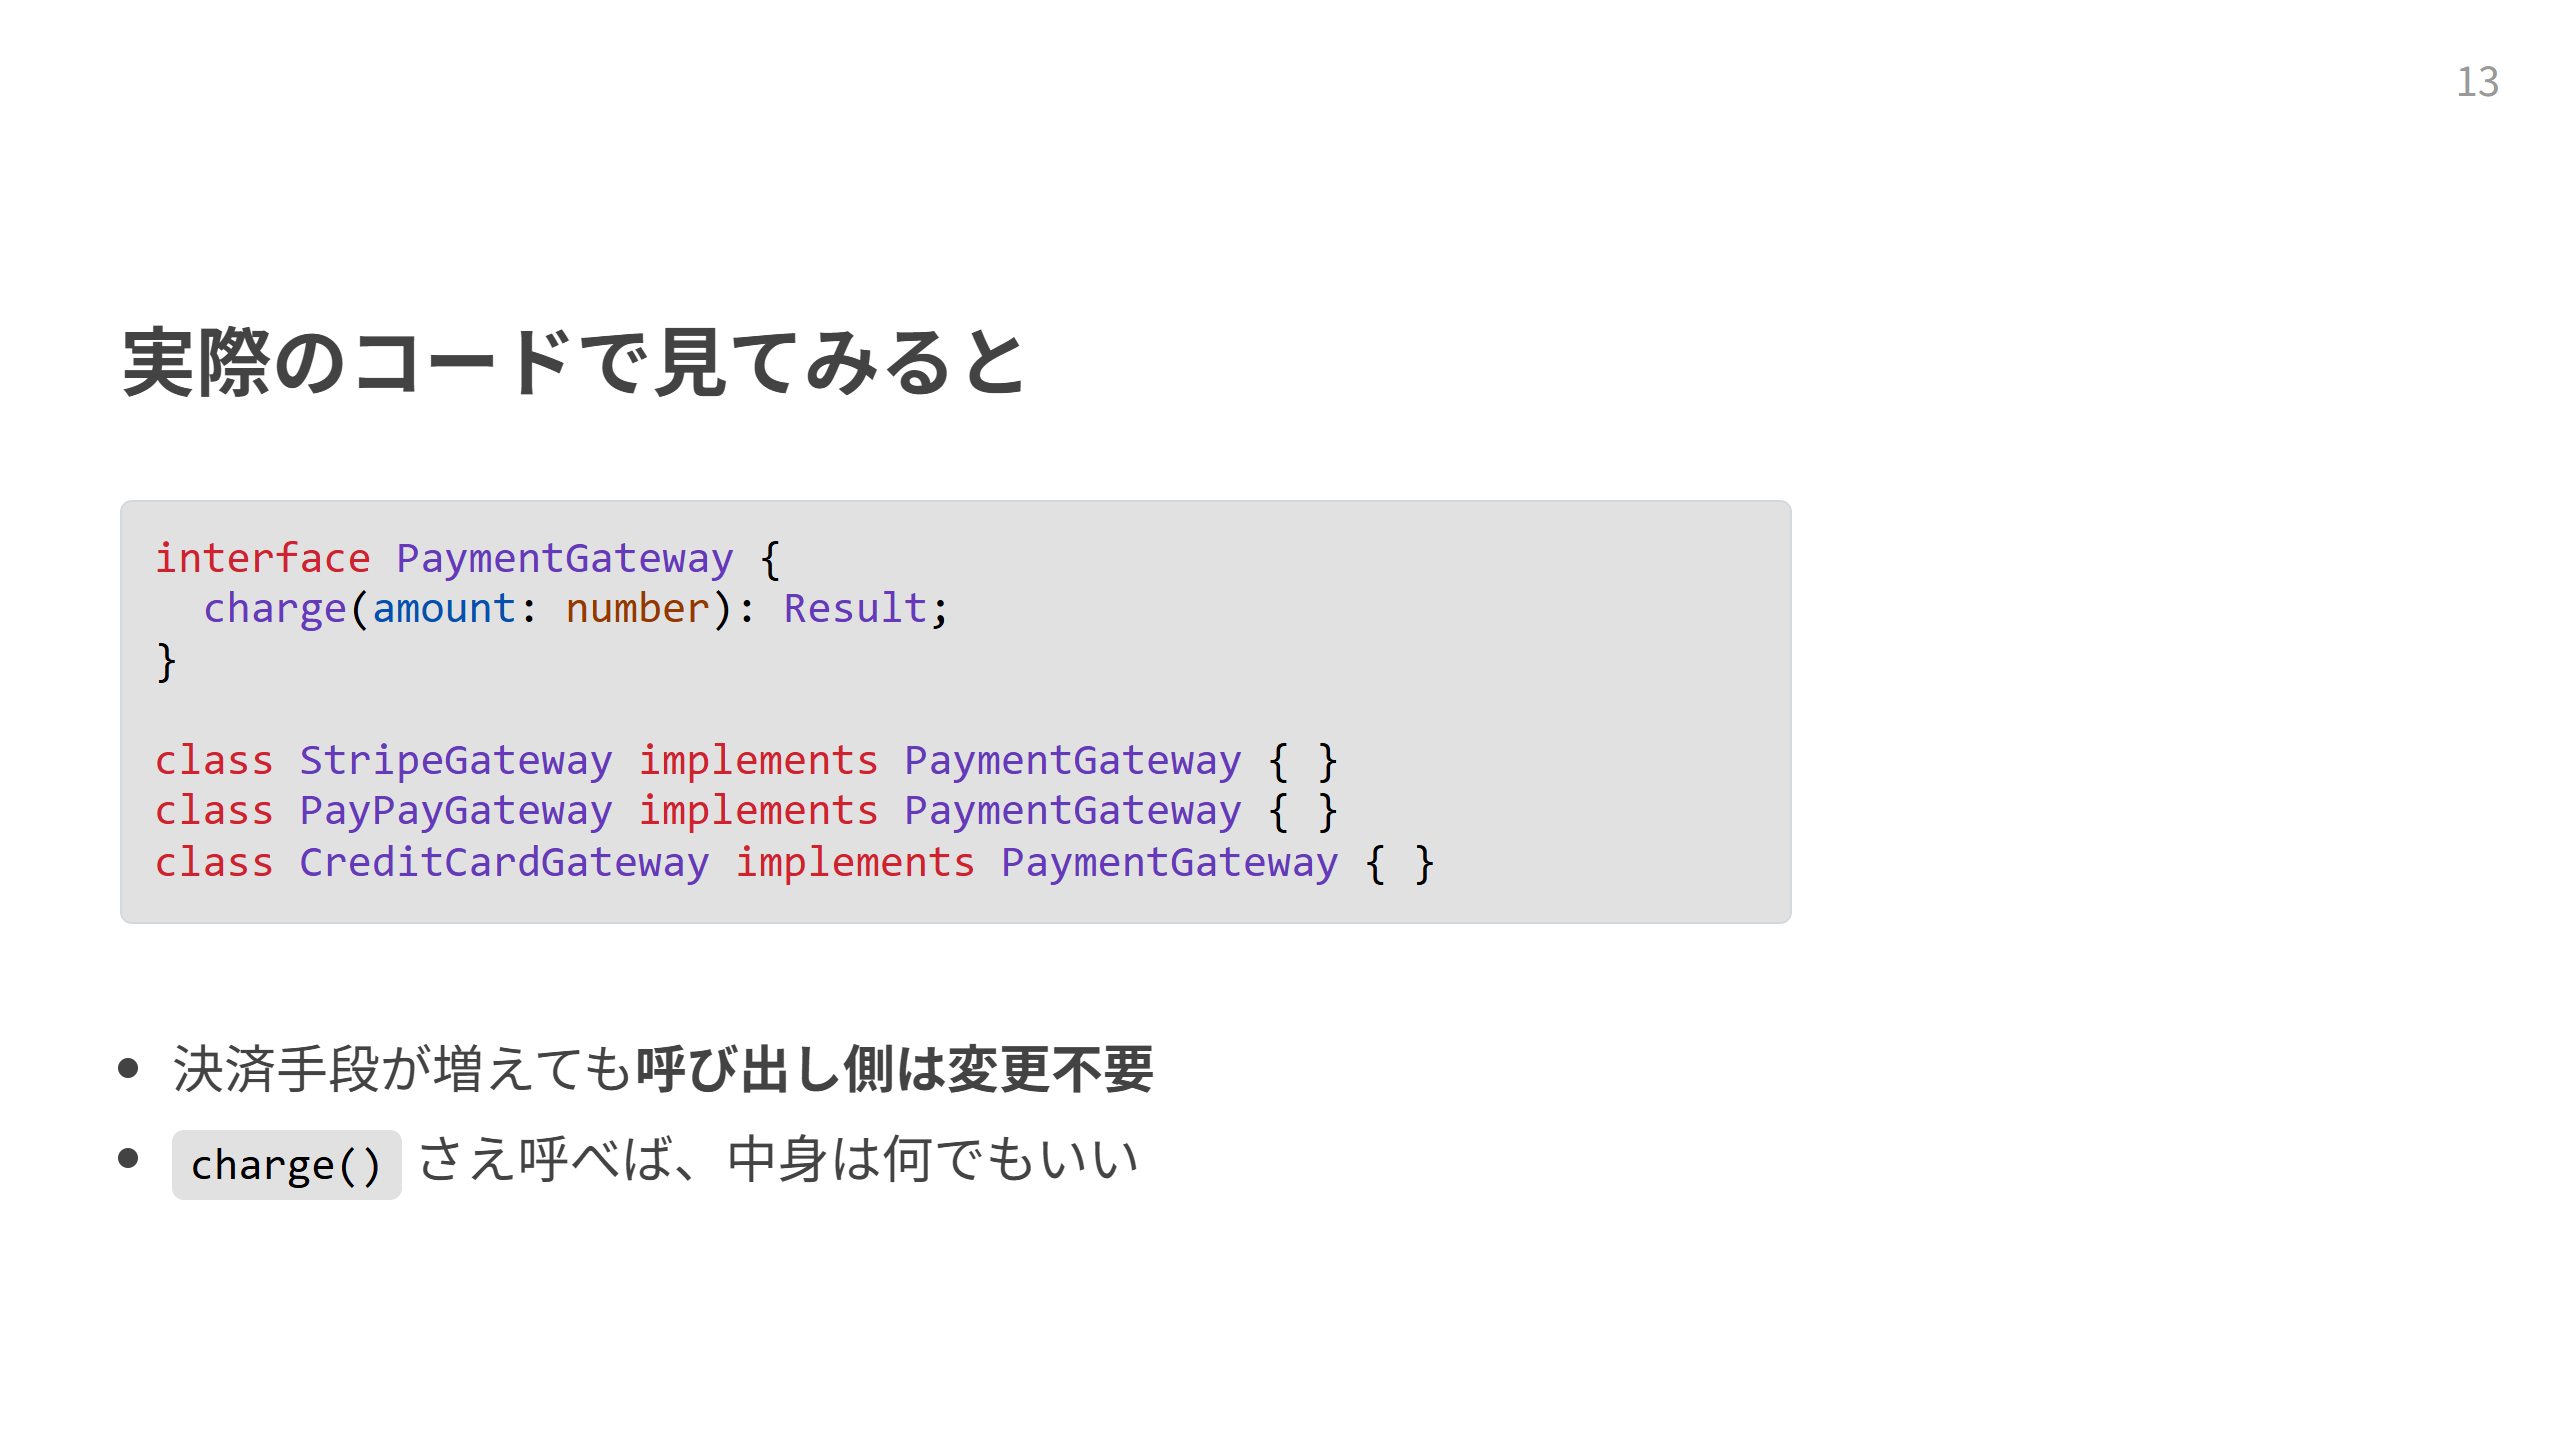 13
実際のコードで見てみると
interface PaymentGateway {
  charge(amount: number): Result;
}
class StripeGateway implements PaymentGateway { }
class PayPayGateway implements PaymentGateway { }
class CreditCardGateway implements PaymentGateway { }
• 決済手段が増えても呼び出し側は変更不要
• charge() さえ呼べば、中身は何でもいい